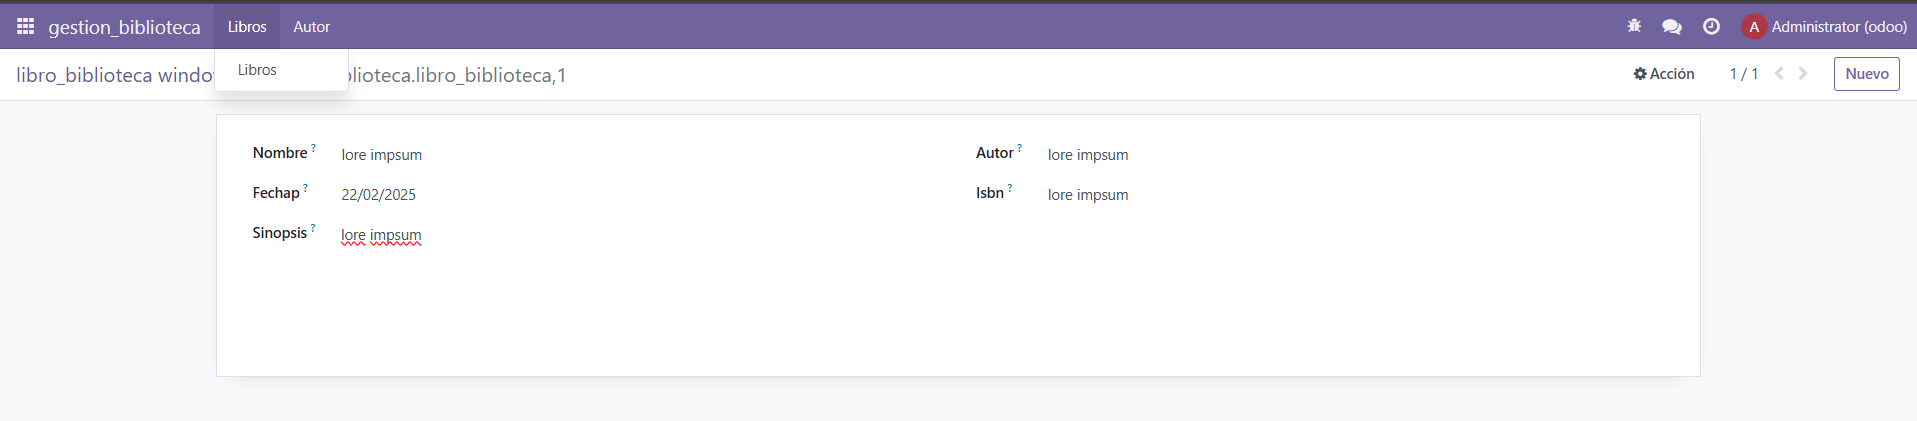 gestion_biblioteca Libros Autor A Administrator (odoo)
Libros
libro_biblioteca windo blioteca.libro_biblioteca,1 Acción 1 / 1 Nuevo
Nombre ? lore impsum Autor ? lore impsum
Fechap ? 22/02/2025 Isbn ? lore impsum
Sinopsis ? lore impsum